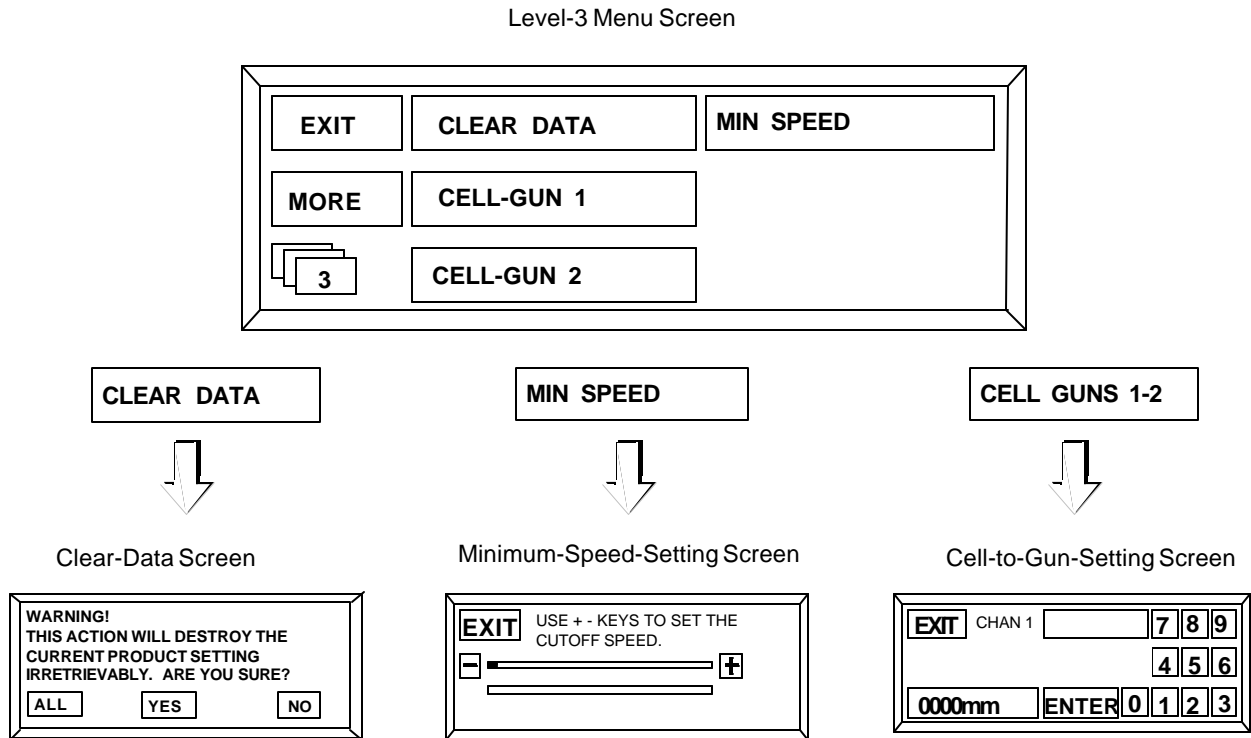 Level-3 Menu Screen
EXIT CLEAR DATA MIN SPEED
MORE CELL-GUN 1
3 CELL-GUN 2
CLEAR DATA
MIN SPEED
CELL GUNS 1-2
Clear-Data Screen
WARNING!
THIS ACTION WILL DESTROY THE
CURRENT PRODUCT SETTING
IRRETRIEVABLY. ARE YOU SURE?
ALL YES NO
Minimum-Speed-Setting Screen
EXIT USE + - KEYS TO SET THE
CUTOFF SPEED.
- +
Cell-to-Gun-Setting Screen
EXIT CHAN 1 7 8 9
4 5 6
0000mm ENTER 0 1 2 3